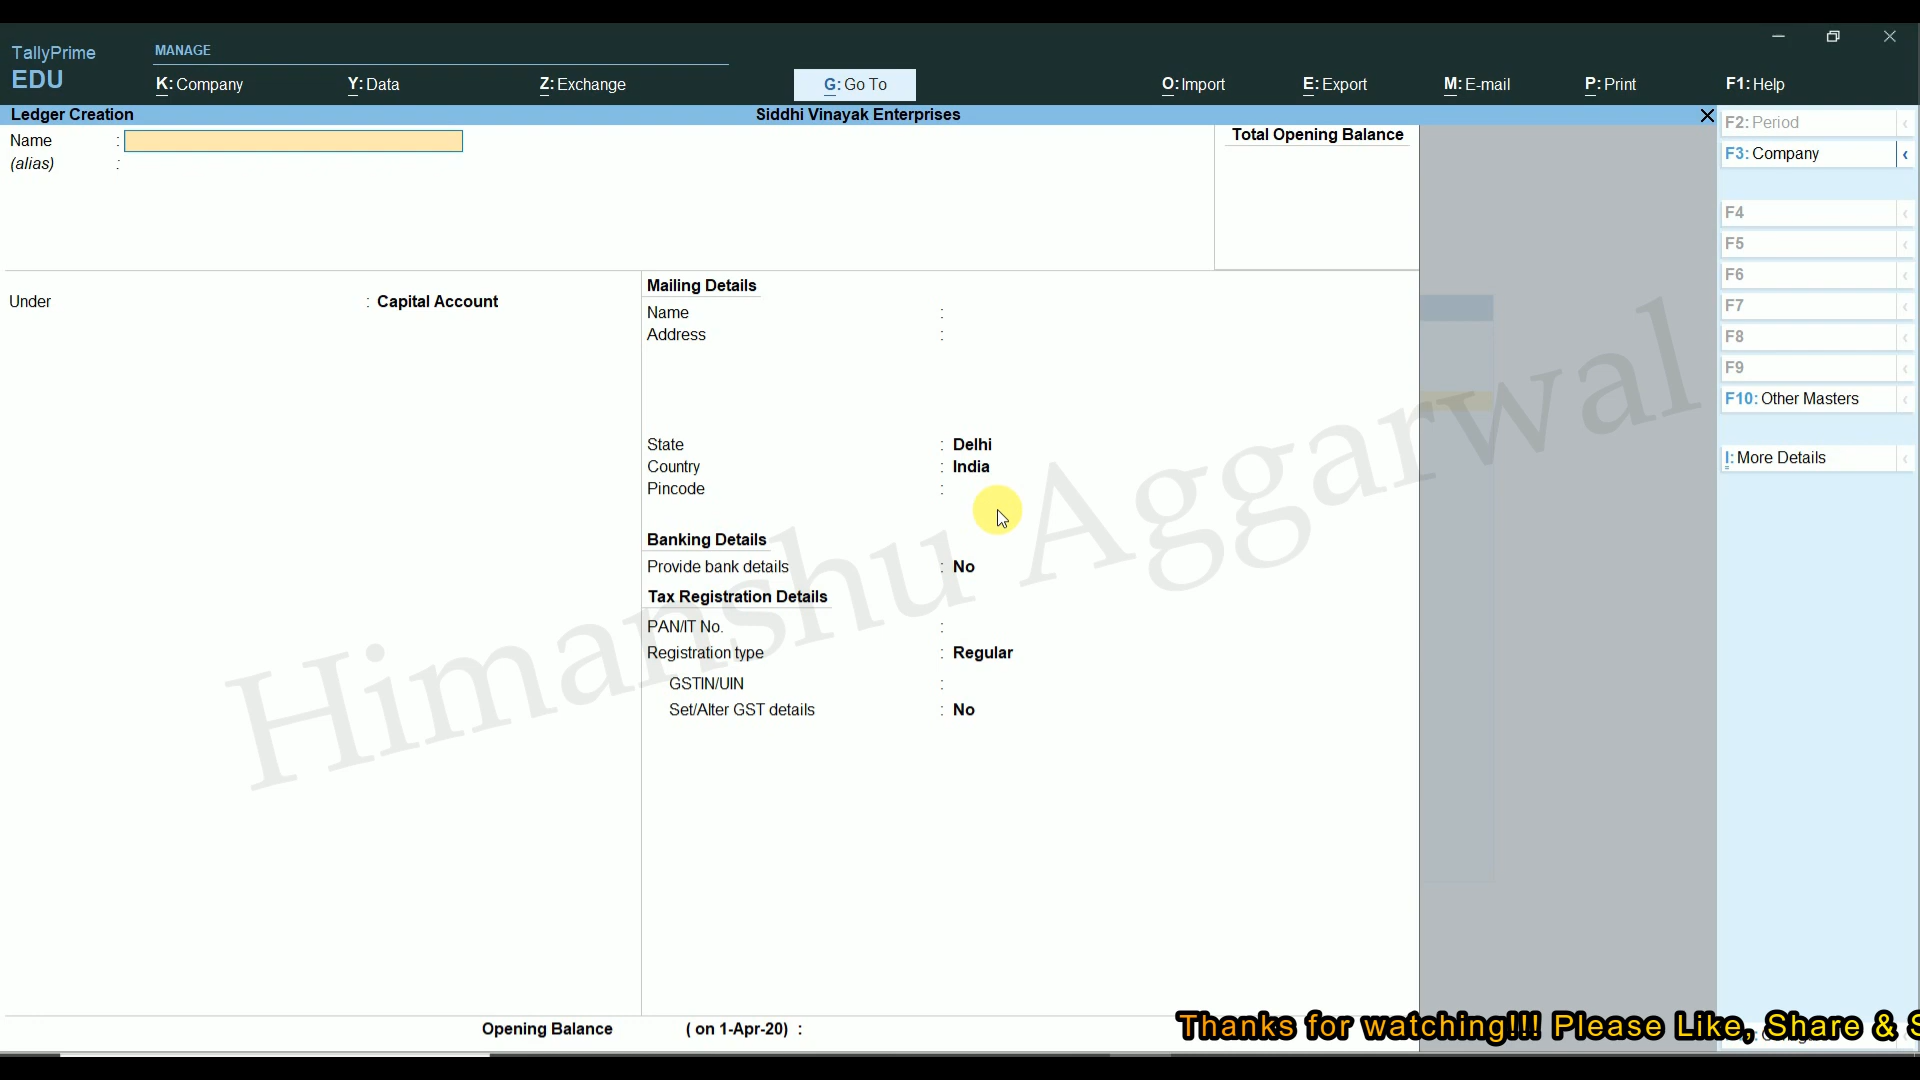 TallyPrime
EDU
MANAGE
K: Company
Y: Data
Z: Exchange
G: Go To
O: Import
E: Export
M: E-mail
P: Print
F1: Help
Ledger Creation
Siddhi Vinayak Enterprises
Name :
(alias) :
Total Opening Balance
Under : Capital Account
Mailing Details
Name :
Address :
State : Delhi
Country : India
Pincode :
Banking Details
Provide bank details : No
Tax Registration Details
PAN/IT No. :
Registration type : Regular
GSTIN/UIN :
Set/Alter GST details : No
Opening Balance ( on 1-Apr-20) :
F2: Period
F3: Company
F4
F5
F6
F7
F8
F9
F10: Other Masters
I: More Details
Himanshu Aggarwal
Thanks for watching!!! Please Like, Share &